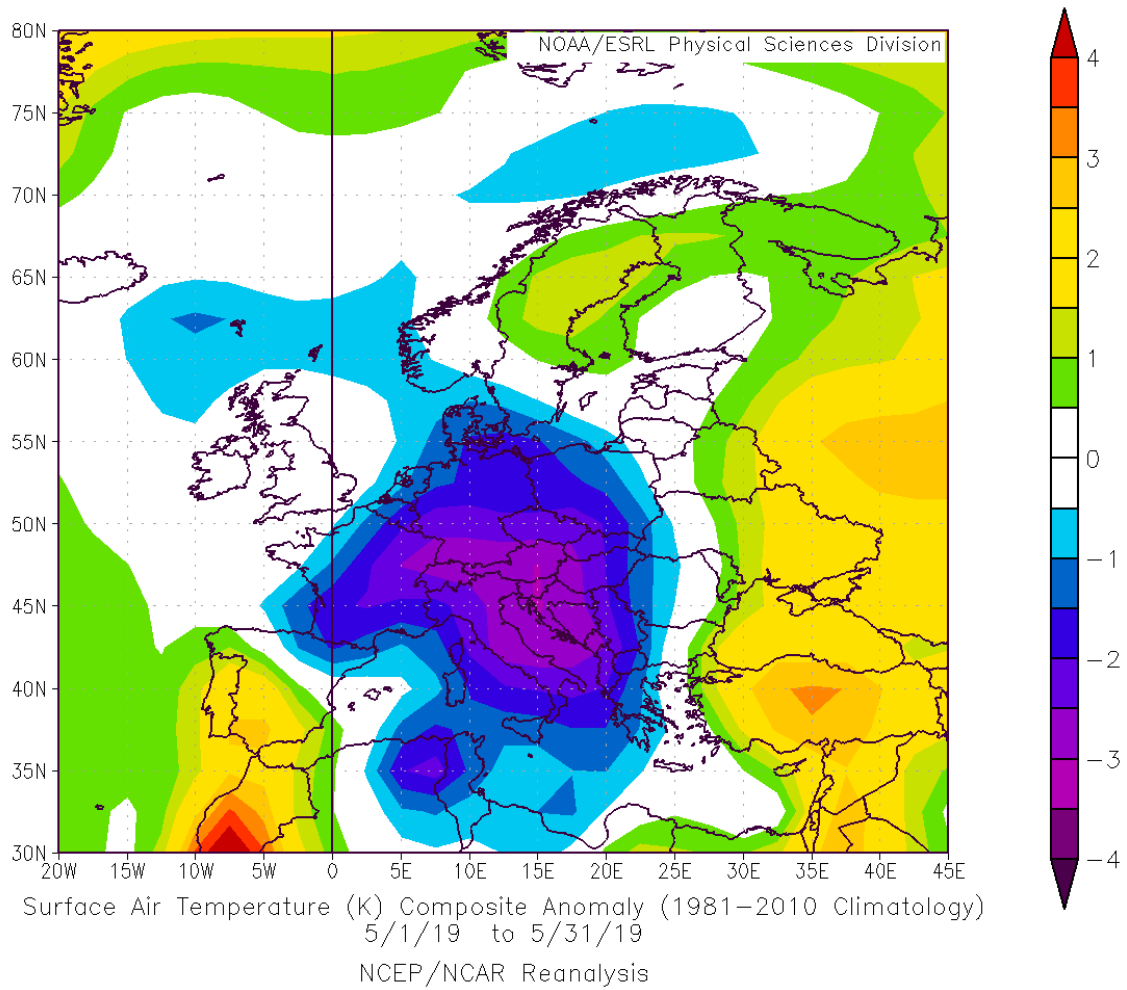 NOAA/ESRL Physical Sciences Division
80N
75N
70N
65N
60N
55N
50N
45N
40N
35N
30N
20W 15W 10W 5W 0 5E 10E 15E 20E 25E 30E 35E 40E 45E
4
3
2
1
0
−1
−2
−3
−4
Surface Air Temperature (K) Composite Anomaly (1981−2010 Climatology)
5/1/19 to 5/31/19
NCEP/NCAR Reanalysis